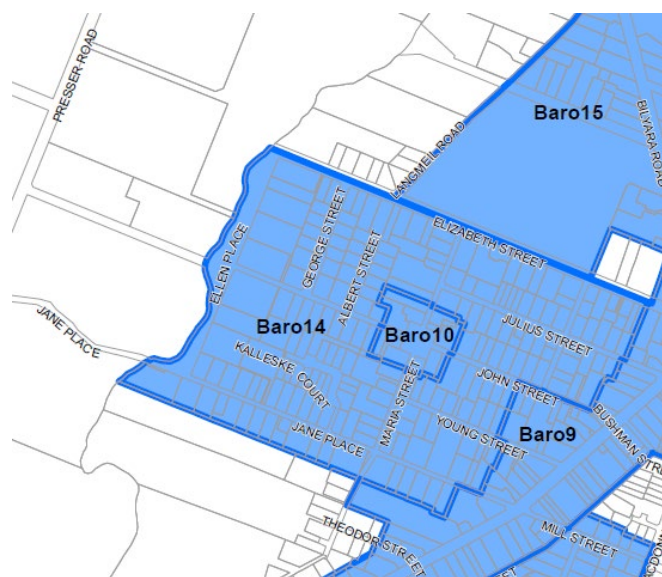 PRESSER ROAD
Baro15
BILYARA ROAD
LANGMEIL ROAD
ELIZABETH STREET
GEORGE STREET
ELLEN PLACE
ALBERT STREET
JANE PLACE
Baro14
Baro10
JULIUS STREET
KALLESKE COURT
JOHN STREET
MARIA STREET
BUSHMAN STRE
YOUNG STREET
Baro9
JANE PLACE
THEODOR STREET
MILL STREET